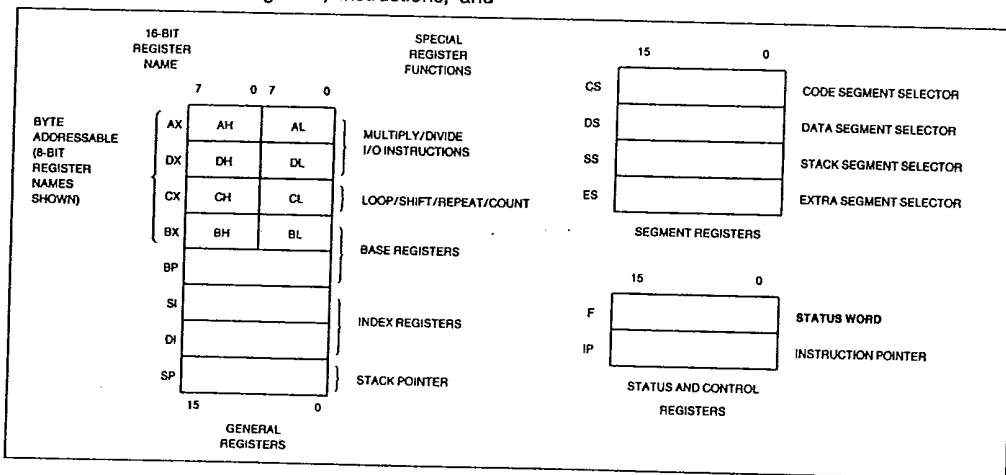 instructions, and
16-BIT
REGISTER
NAME
SPECIAL
REGISTER
FUNCTIONS
7 0 7 0
BYTE
ADDRESSABLE
(8-BIT
REGISTER
NAMES
SHOWN)
AX AH AL
DX DH DL
MULTIPLY/DIVIDE
I/O INSTRUCTIONS
CX CH CL
LOOP/SHIFT/REPEAT/COUNT
BX BH BL
BP
BASE REGISTERS
SI
DI
INDEX REGISTERS
SP
STACK POINTER
15 0
GENERAL
REGISTERS
15 0
CS CODE SEGMENT SELECTOR
DS DATA SEGMENT SELECTOR
SS STACK SEGMENT SELECTOR
ES EXTRA SEGMENT SELECTOR
SEGMENT REGISTERS
15 0
F STATUS WORD
IP INSTRUCTION POINTER
STATUS AND CONTROL
REGISTERS